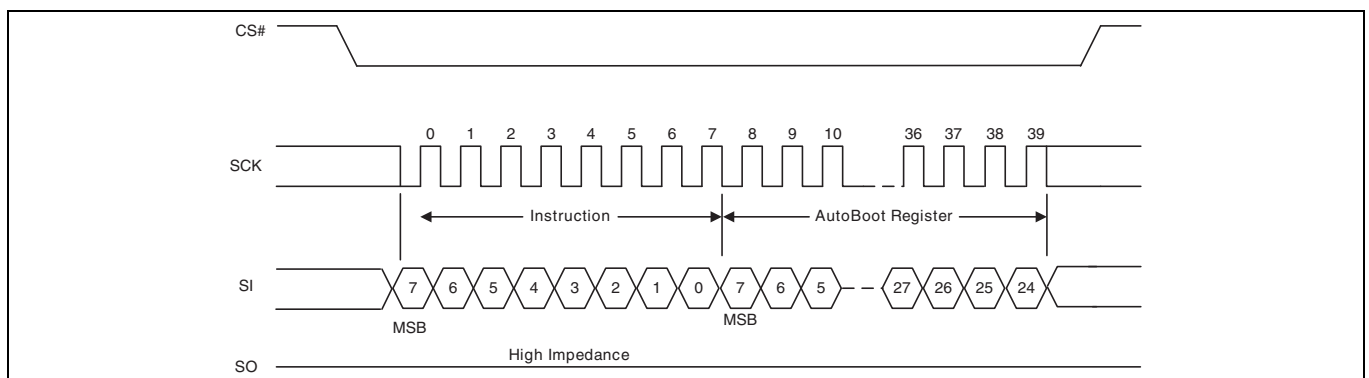 CS#
0 1 2 3 4 5 6 7 8 9 10 36 37 38 39
SCK
Instruction AutoBoot Register
SI 7 6 5 4 3 2 1 0 7 6 5 27 26 25 24
MSB MSB
High Impedance
SO